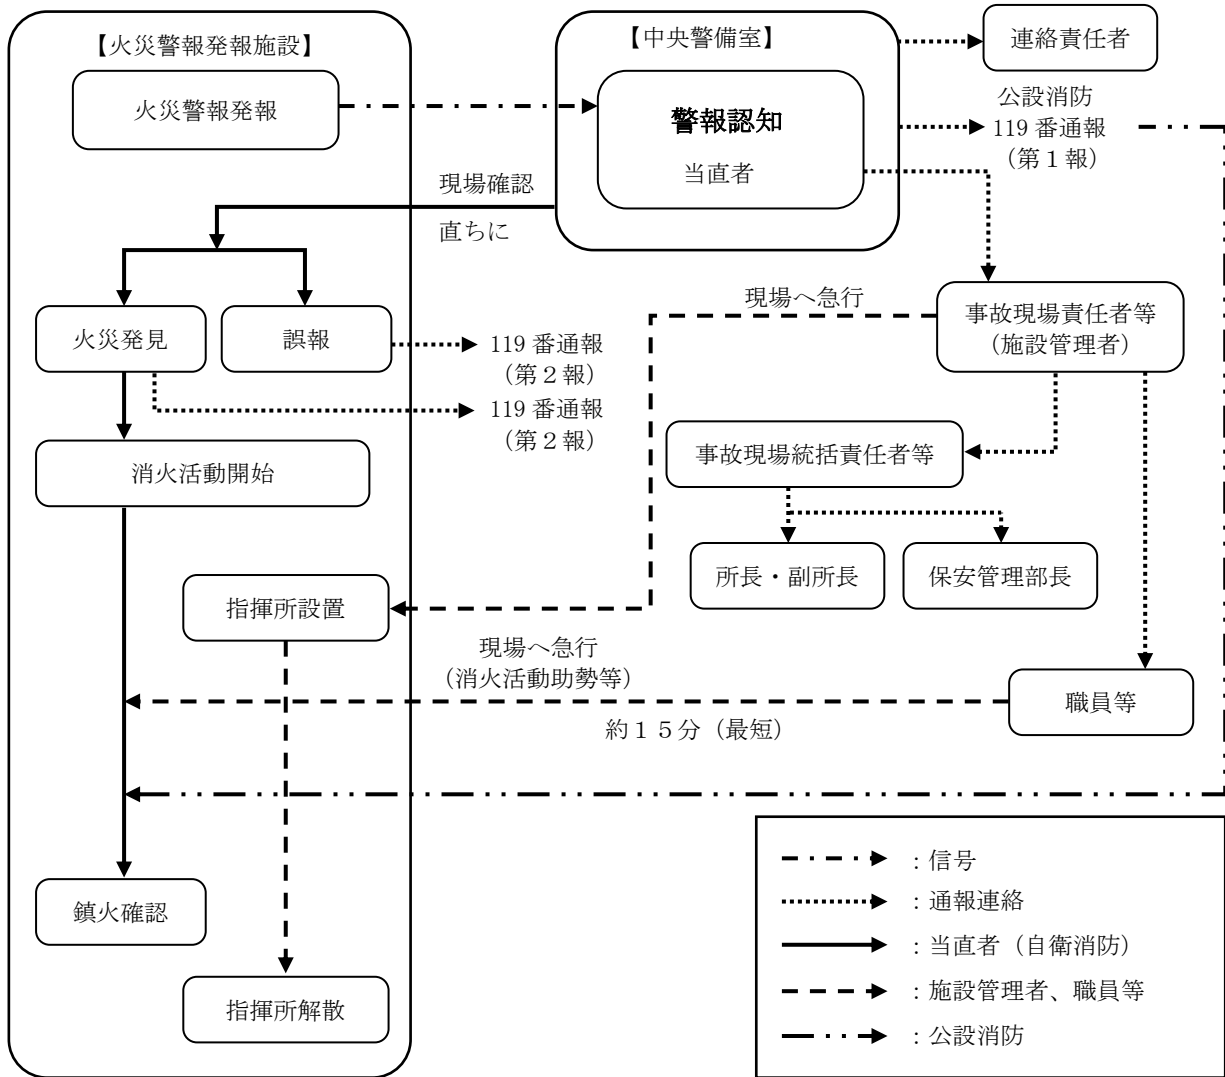 【火災警報発報施設】
火災警報発報
【中央警備室】
警報認知
当直者
連絡責任者
公設消防
119 番通報
(第１報)
現場確認
直ちに
火災発見
誤報
119 番通報
(第２報)
119 番通報
(第２報)
現場へ急行
事故現場責任者等
(施設管理者)
消火活動開始
事故現場統括責任者等
所長・副所長
保安管理部長
指揮所設置
現場へ急行
(消火活動助勢等)
約１５分（最短）
職員等
鎮火確認
指揮所解散
：信号
：通報連絡
：当直者（自衛消防）
：施設管理者、職員等
：公設消防